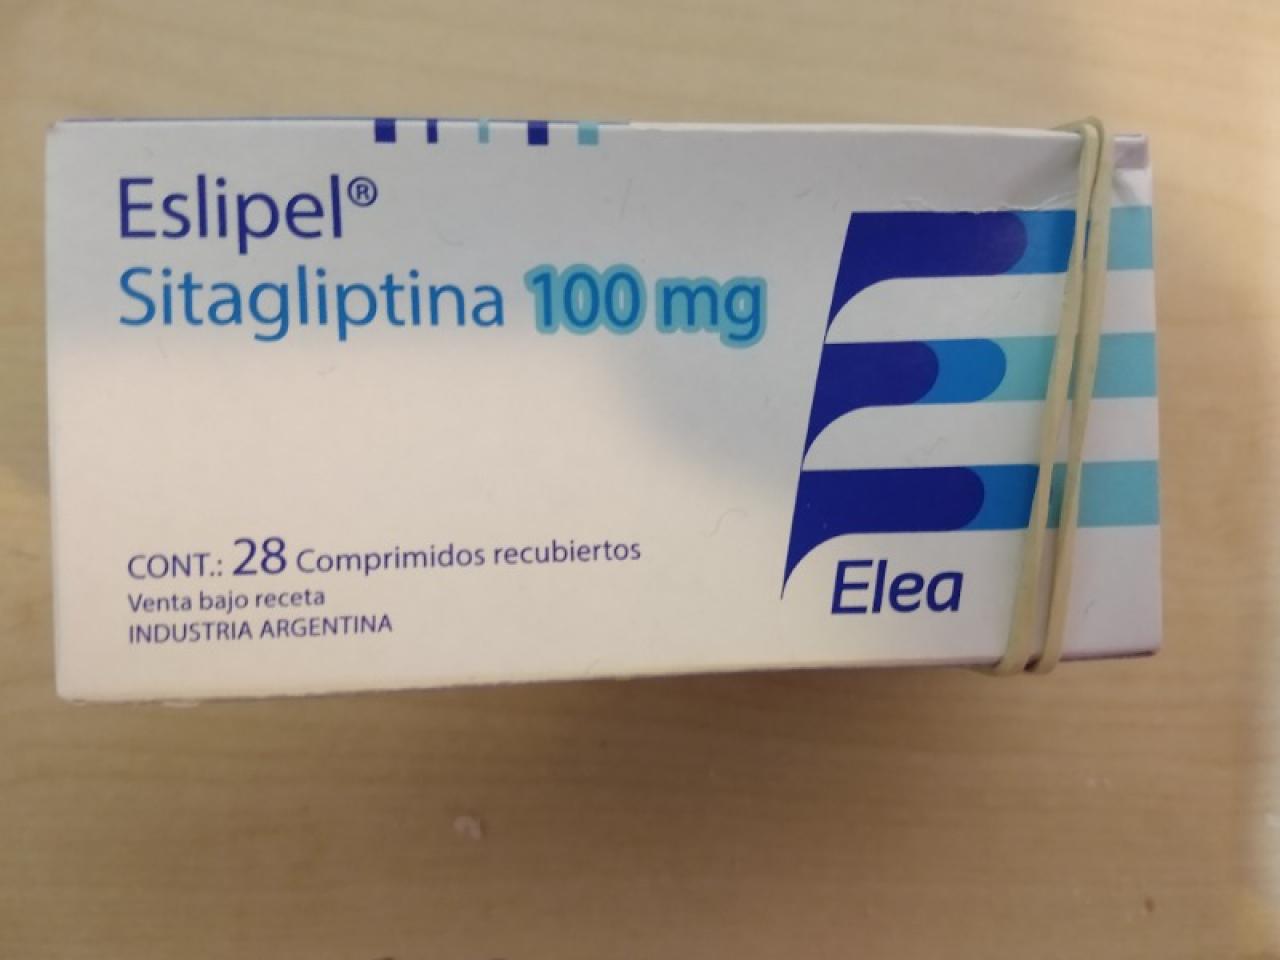 Eslipel®
Sitagliptina 100 mg
CONT.: 28 Comprimidos recubiertos
Venta bajo receta
INDUSTRIA ARGENTINA
Elea